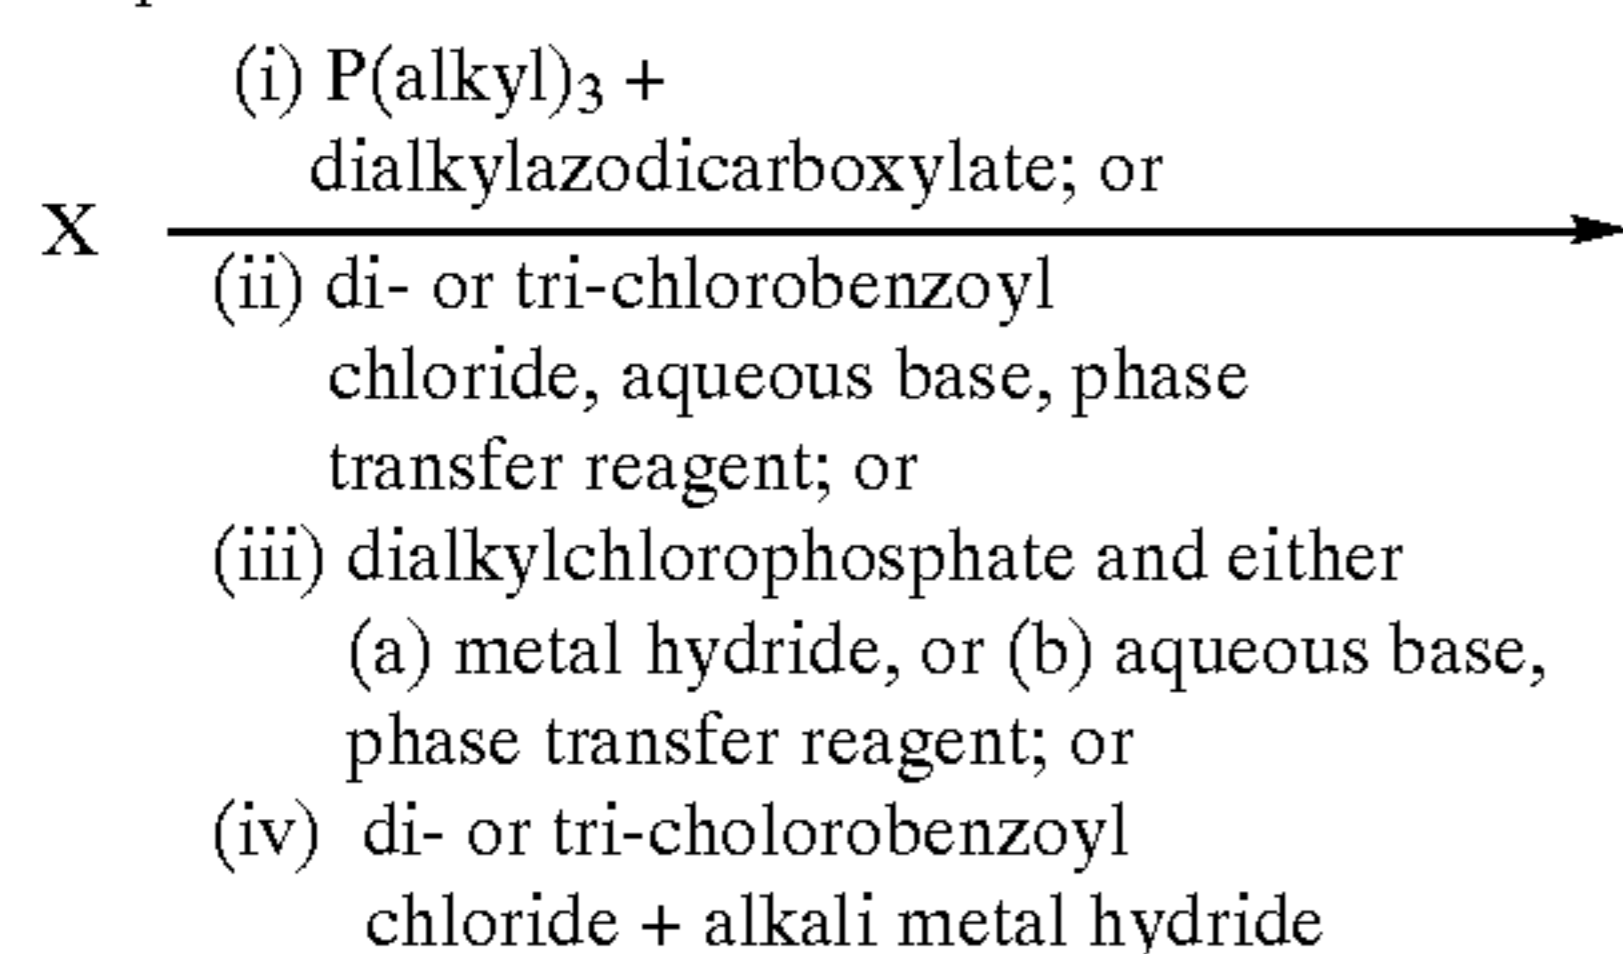 (i) P(alkyl)₃ +
dialkylazodicarboxylate; or
X
(ii) di- or tri-chlorobenzoyl
chloride, aqueous base, phase
transfer reagent; or
(iii) dialkylchlorophosphate and either
(a) metal hydride, or (b) aqueous base,
phase transfer reagent; or
(iv) di- or tri-cholorobenzoyl
chloride + alkali metal hydride